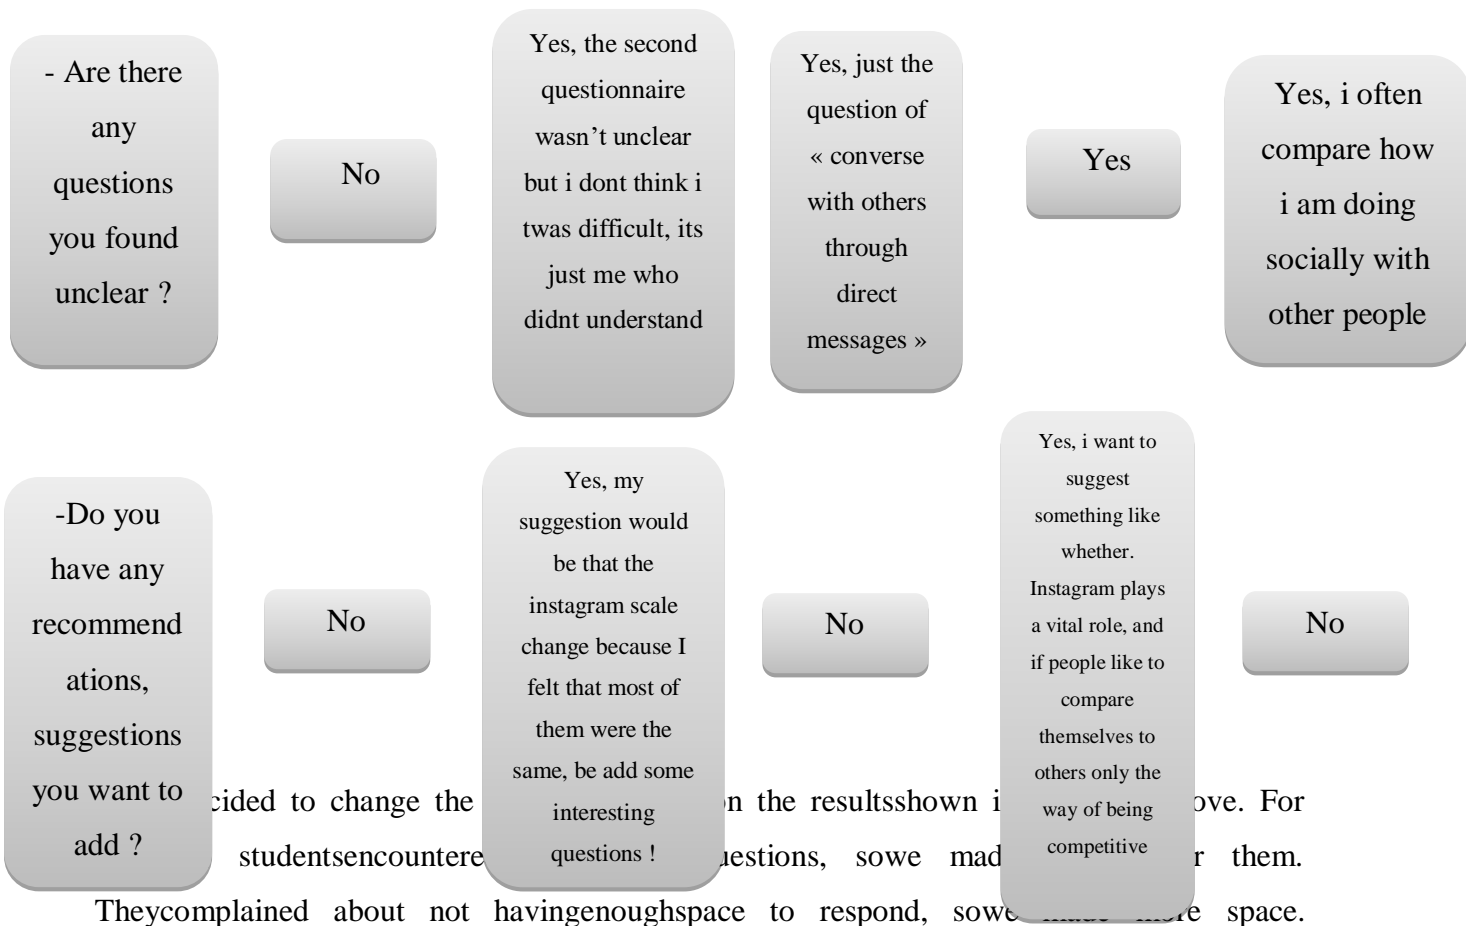 - Are there
any
questions
you found
unclear ?
No
Yes, the second
questionnaire
wasn’t unclear
but i dont think i
twas difficult, its
just me who
didnt understand
Yes, just the
question of
« converse
with others
through
direct
messages »
Yes
Yes, i often
compare how
i am doing
socially with
other people
-Do you
have any
recommend
ations,
suggestions
you want to
add ?
No
Yes, my
suggestion would
be that the
instagram scale
change because I
felt that most of
them were the
same, be add some
interesting
questions !
No
Yes, i want to
suggest
something like
whether.
Instagram plays
a vital role, and
if people like to
compare
themselves to
others only the
way of being
competitive
No
cided to change the n the resultsshown i ove. For
studentsencountere estions, sowe mad r them.
Theycomplained about not havingenoughspace to respond, sowe made more space.